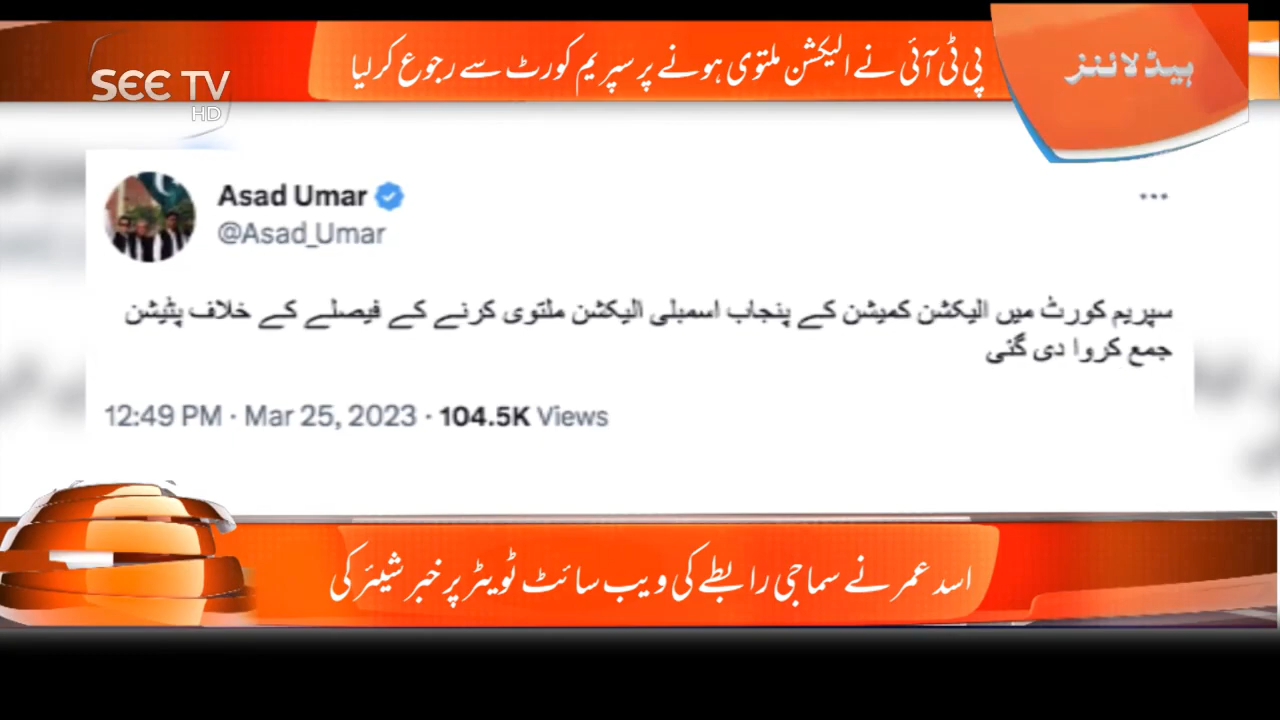 پی ٹی آئی نے الیکشن ملتوی ہونے پر سپریم کورٹ سے رجوع کرلیا
ہیڈلائنز
SEE TV
HD
Asad Umar
@Asad_Umar
سپریم کورٹ میں الیکشن کمیشن کے پنجاب اسمبلی الیکشن ملتوی کرنے کے فیصلے کے خلاف پٹیشن
جمع کروا دی گئی
12:49 PM · Mar 25, 2023 · 104.5K Views
اسد عمر نے سماجی رابطے کی ویب سائٹ ٹویٹر پر خبر شیئر کی